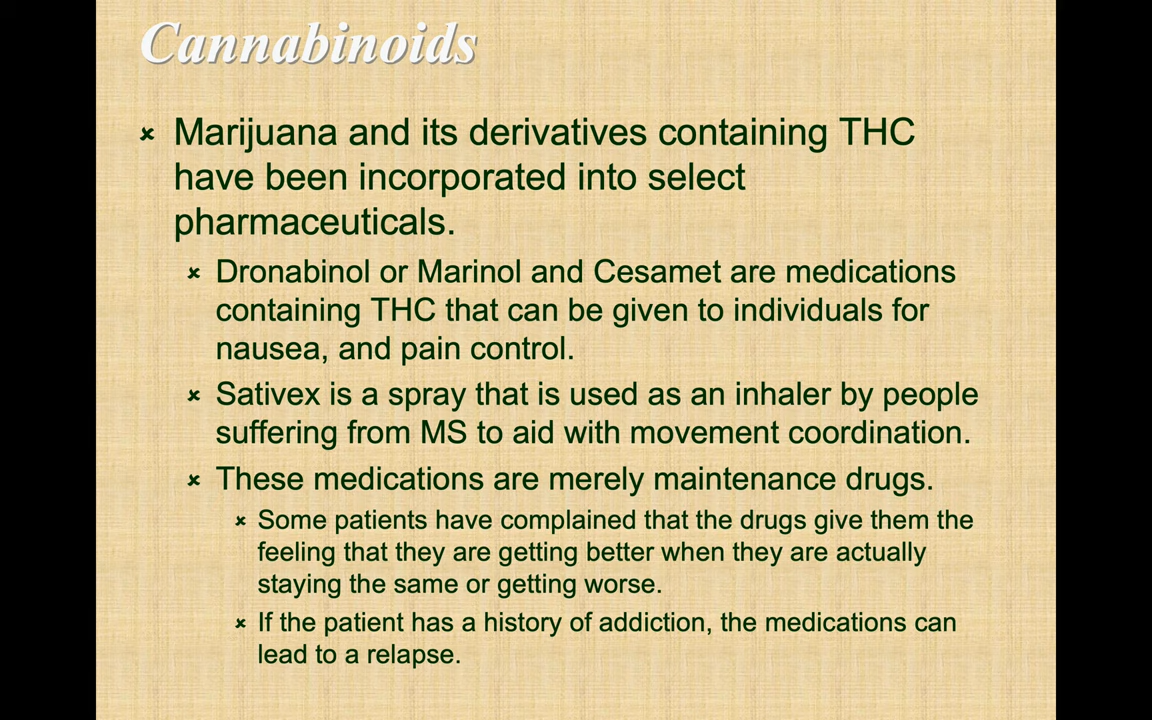 Cannabinoids
Marijuana and its derivatives containing THC
have been incorporated into select
pharmaceuticals.
Dronabinol or Marinol and Cesamet are medications
containing THC that can be given to individuals for
nausea, and pain control.
Sativex is a spray that is used as an inhaler by people
suffering from MS to aid with movement coordination.
These medications are merely maintenance drugs.
Some patients have complained that the drugs give them the
feeling that they are getting better when they are actually
staying the same or getting worse.
If the patient has a history of addiction, the medications can
lead to a relapse.